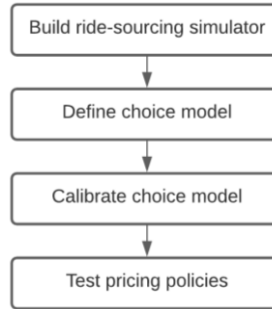 Build ride-sourcing simulator
Define choice model
Calibrate choice model
Test pricing policies